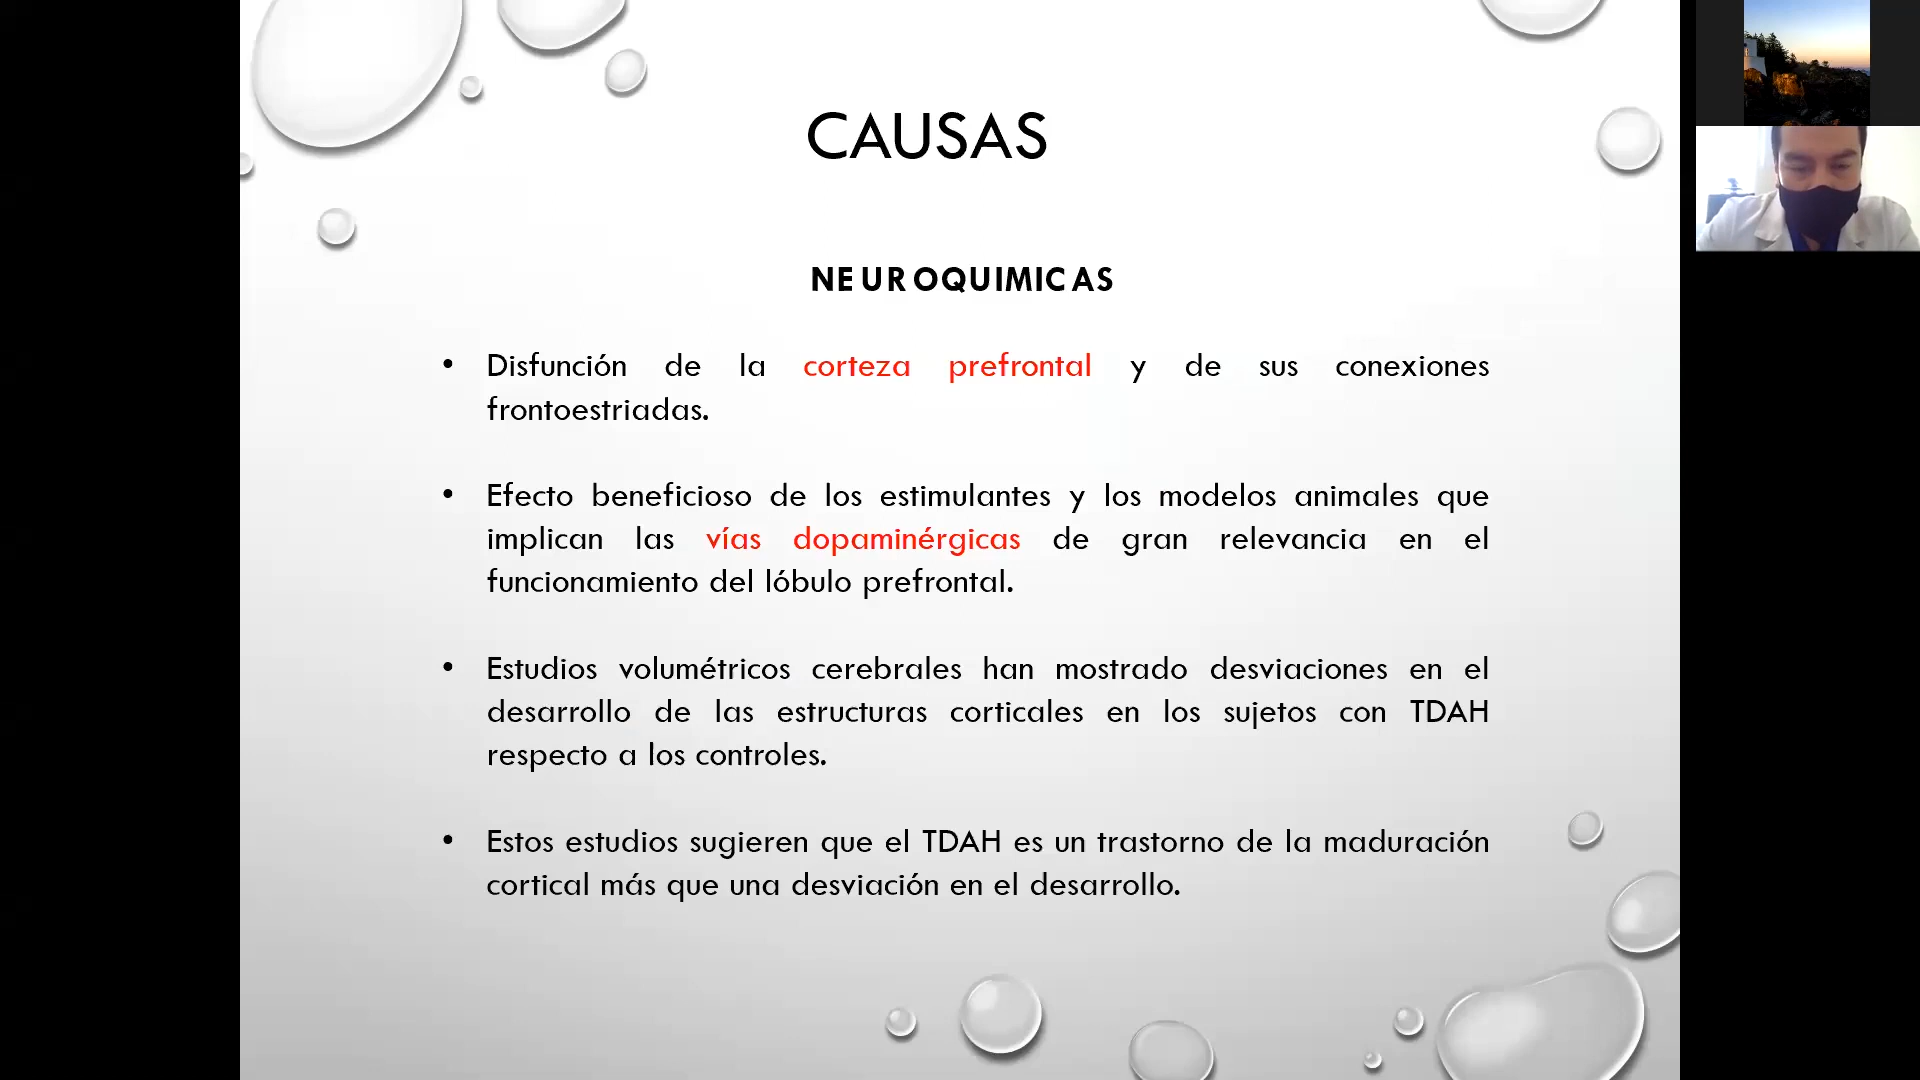 CAUSAS
NEUROQUIMICAS
• Disfunción de la corteza prefrontal y de sus conexiones
frontoestriadas.
• Efecto beneficioso de los estimulantes y los modelos animales que
implican las vías dopaminérgicas de gran relevancia en el
funcionamiento del lóbulo prefrontal.
• Estudios volumétricos cerebrales han mostrado desviaciones en el
desarrollo de las estructuras corticales en los sujetos con TDAH
respecto a los controles.
• Estos estudios sugieren que el TDAH es un trastorno de la maduración
cortical más que una desviación en el desarrollo.